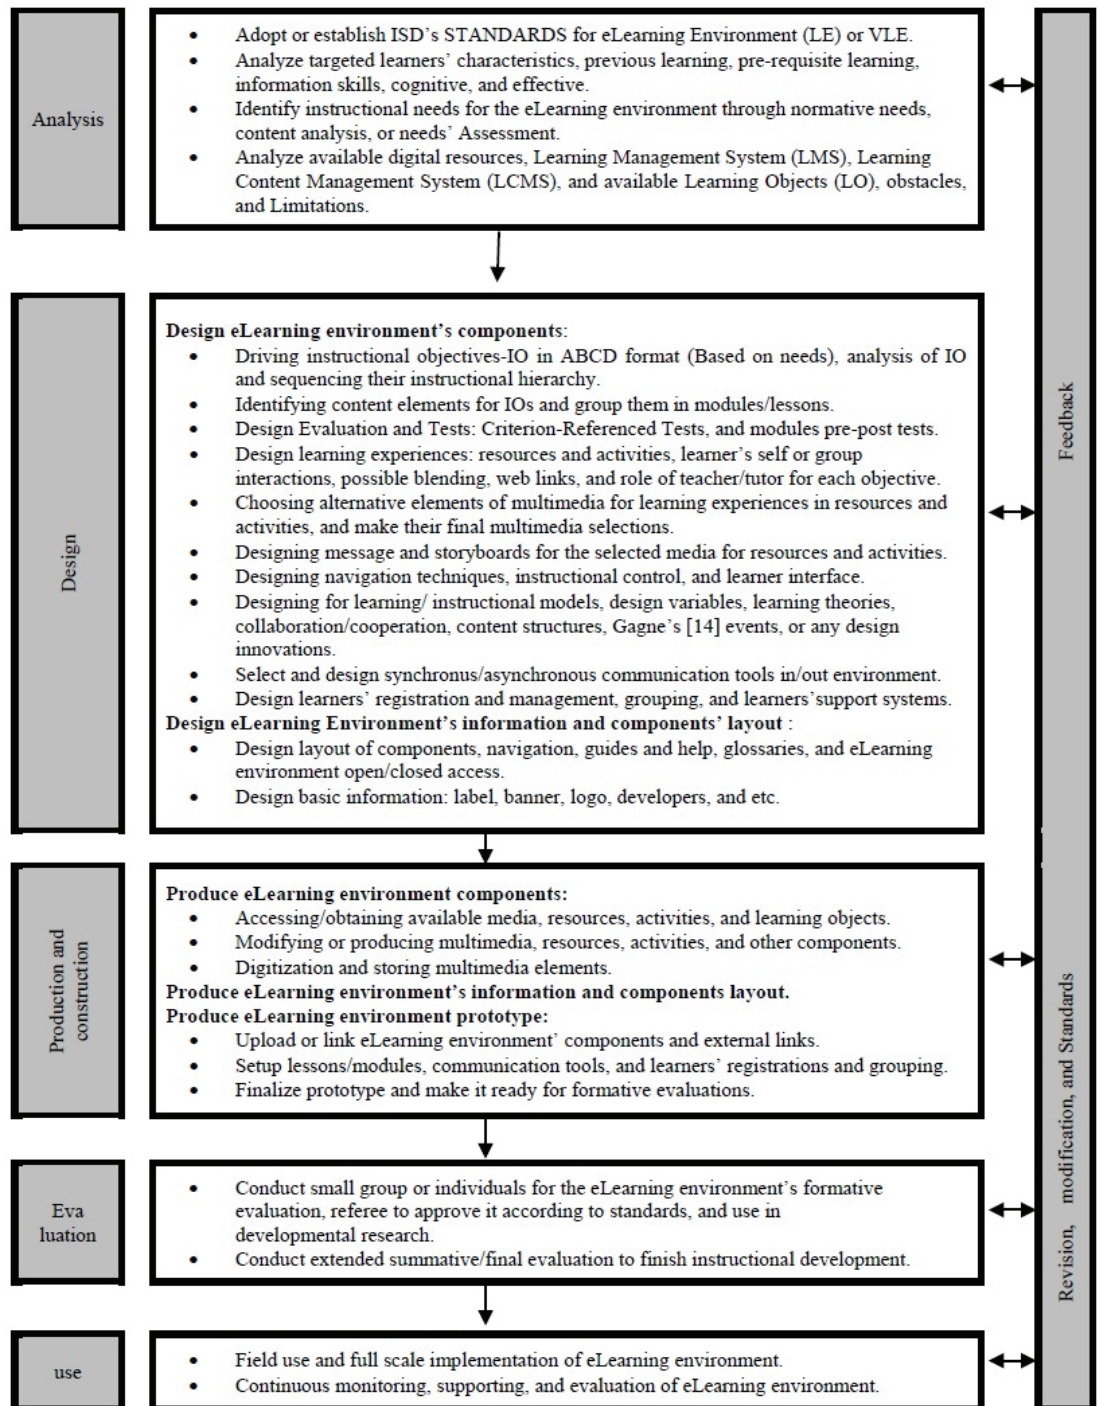 Analysis
• Adopt or establish ISD's STANDARDS for eLearning Environment (LE) or VLE.
• Analyze targeted learners' characteristics, previous learning, pre-requisite learning,
information skills, cognitive, and effective.
• Identify instructional needs for the eLearning environment through normative needs,
content analysis, or needs' Assessment.
• Analyze available digital resources, Learning Management System (LMS), Learning
Content Management System (LCMS), and available Learning Objects (LO), obstacles,
and Limitations.
Design
Design eLearning environment's components:
• Driving instructional objectives-IO in ABCD format (Based on needs), analysis of IO
and sequencing their instructional hierarchy.
• Identifying content elements for IOs and group them in modules/lessons.
• Design Evaluation and Tests: Criterion-Referenced Tests, and modules pre-post tests.
• Design learning experiences: resources and activities, learner's self or group
interactions, possible blending, web links, and role of teacher/tutor for each objective.
• Choosing alternative elements of multimedia for learning experiences in resources and
activities, and make their final multimedia selections.
• Designing message and storyboards for the selected media for resources and activities.
• Designing navigation techniques, instructional control, and learner interface.
• Designing for learning/ instructional models, design variables, learning theories,
collaboration/cooperation, content structures, Gagne's [14] events, or any design
innovations.
• Select and design synchronus/asynchronous communication tools in/out environment.
• Design learners' registration and management, grouping, and learners'support systems.
Design eLearning Environment's information and components' layout :
• Design layout of components, navigation, guides and help, glossaries, and eLearning
environment open/closed access.
• Design basic information: label, banner, logo, developers, and etc.
Production and
construction
Produce eLearning environment components:
• Accessing/obtaining available media, resources, activities, and learning objects.
• Modifying or producing multimedia, resources, activities, and other components.
• Digitization and storing multimedia elements.
Produce eLearning environment's information and components layout.
Produce eLearning environment prototype:
• Upload or link eLearning environment' components and external links.
• Setup lessons/modules, communication tools, and learners' registrations and grouping.
• Finalize prototype and make it ready for formative evaluations.
Eva
luation
• Conduct small group or individuals for the eLearning environment's formative
evaluation, referee to approve it according to standards, and use in
developmental research.
• Conduct extended summative/final evaluation to finish instructional development.
use
• Field use and full scale implementation of eLearning environment.
• Continuous monitoring, supporting, and evaluation of eLearning environment.
Revision, modification, and Standards Feedback